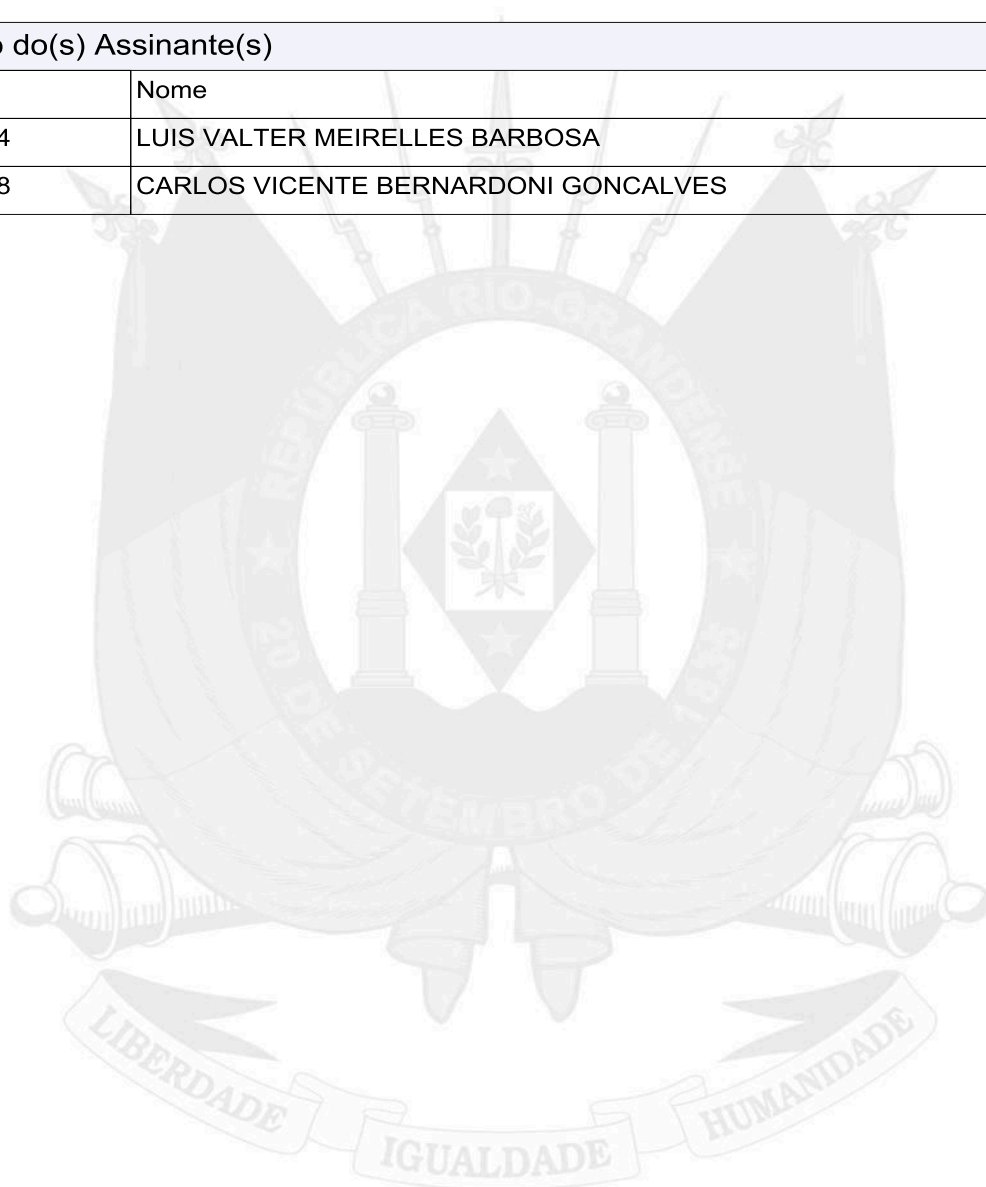 o do(s) Assinante(s)
Nome
4 LUIS VALTER MEIRELLES BARBOSA
8 CARLOS VICENTE BERNARDONI GONCALVES
REPÚBLICA RIO-GRANDENSE
20 DE SETEMBRO DE 1835
LIBERDADE IGUALDADE HUMANIDADE